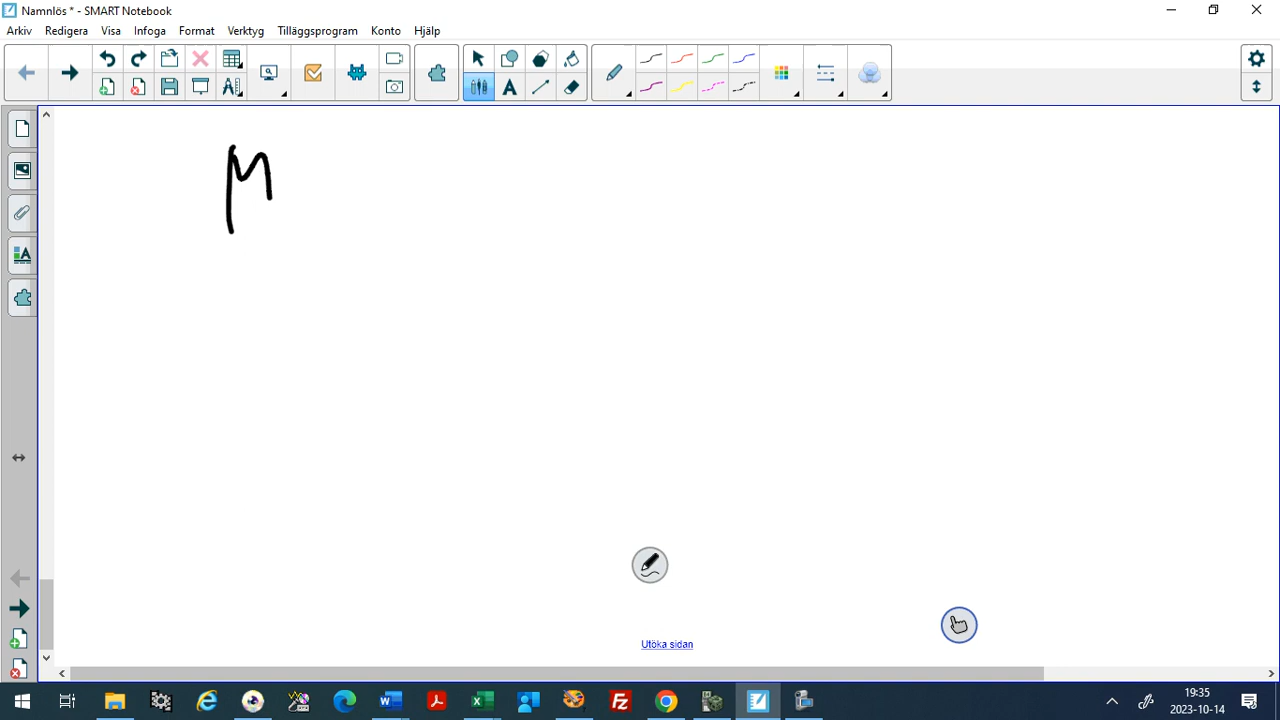 Namnlös * - SMART Notebook
Arkiv Redigera Visa Infoga Format Verktyg Tilläggsprogram Konto Hjälp
M
Utöka sidan
19:35
2023-10-14